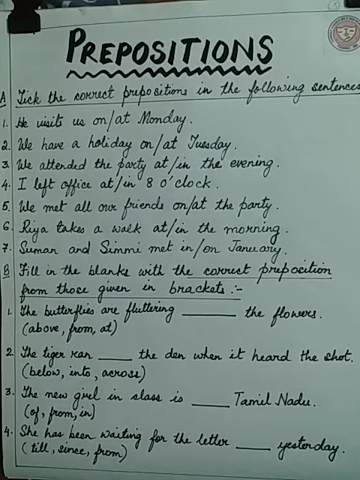 PREPOSITIONS
A Tick the correct prepositions in the following sentences
1. He visits us on/at Monday.
2. We have a holiday on/at Tuesday.
3. We attended the party at/in the evening.
4. I left office at/in 8 o'clock.
5. We met all our friends on/at the party.
6. Riya takes a walk at/in the morning.
7. Suman and Simmi met in/on January.
B Fill in the blanks with the correct preposition
from those given in brackets :-
1. The butterflies are fluttering ______ the flowers.
(above, from, at)
2. The tiger ran ____ the den when it heard the shot.
(below, into, across)
3. The new girl in class is ____ Tamil Nadu.
(of, from, in)
4. She has been waiting for the letter ____ yesterday.
(till, since, from)